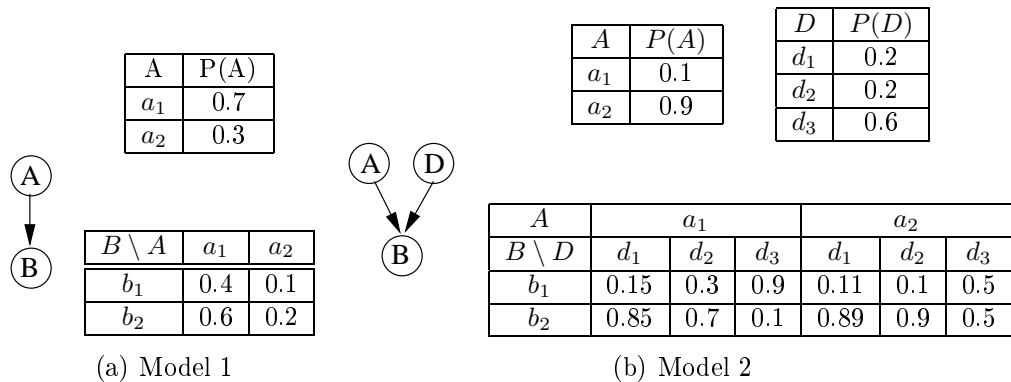 A P(A)
a1 0.7
a2 0.3
A
B
B \ A a1 a2
b1 0.4 0.1
b2 0.6 0.2
(a) Model 1
A P(A)
a1 0.1
a2 0.9
D P(D)
d1 0.2
d2 0.2
d3 0.6
A D
B
A a1 a2
B \ D d1 d2 d3 d1 d2 d3
b1 0.15 0.3 0.9 0.11 0.1 0.5
b2 0.85 0.7 0.1 0.89 0.9 0.5
(b) Model 2